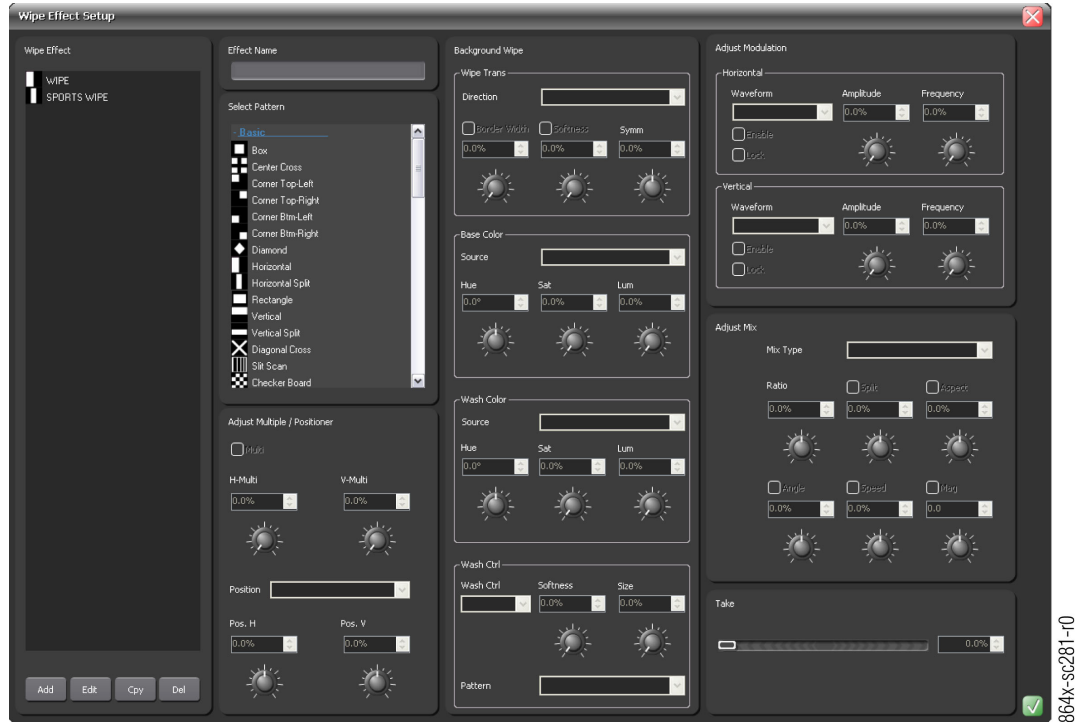 Wipe Effect Setup
Wipe Effect
WIPE
SPORTS WIPE
Add
Edit
Cpy
Del
Effect Name
Select Pattern
- Basic
Box
Center Cross
Corner Top-Left
Corner Top-Right
Corner Btm-Left
Corner Btm-Right
Diamond
Horizontal
Horizontal Split
Rectangle
Vertical
Vertical Split
Diagonal Cross
Slit Scan
Checker Board
Adjust Multiple / Positioner
Multi
H-Multi V-Multi
0.0% 0.0%
Position
Pos. H Pos. V
0.0% 0.0%
Background Wipe
Wipe Trans
Direction
Border Width Softness Symm
0.0% 0.0% 0.0%
Base Color
Source
Hue Sat Lum
0.0° 0.0% 0.0%
Wash Color
Source
Hue Sat Lum
0.0° 0.0% 0.0%
Wash Ctrl
Wash Ctrl Softness Size
0.0% 0.0%
Pattern
Adjust Modulation
Horizontal
Waveform Amplitude Frequency
0.0% 0.0%
Enable
Lock
Vertical
Waveform Amplitude Frequency
0.0% 0.0%
Enable
Lock
Adjust Mix
Mix Type
Ratio Split Aspect
0.0% 0.0% 0.0%
Angle Speed Mag
0.0% 0.0% 0.0
Take
0.0%
864x-sc281-r0